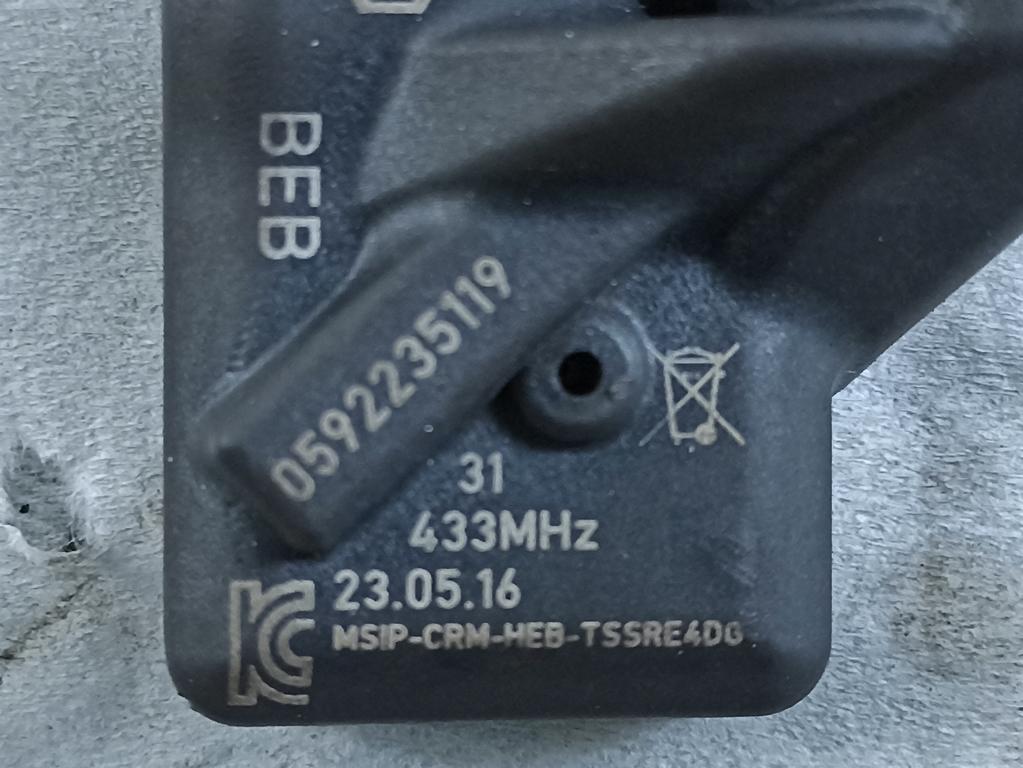 BEB
0592235119
31
433MHz
23.05.16
MSIP-CRM-HEB-TSSRE4DG